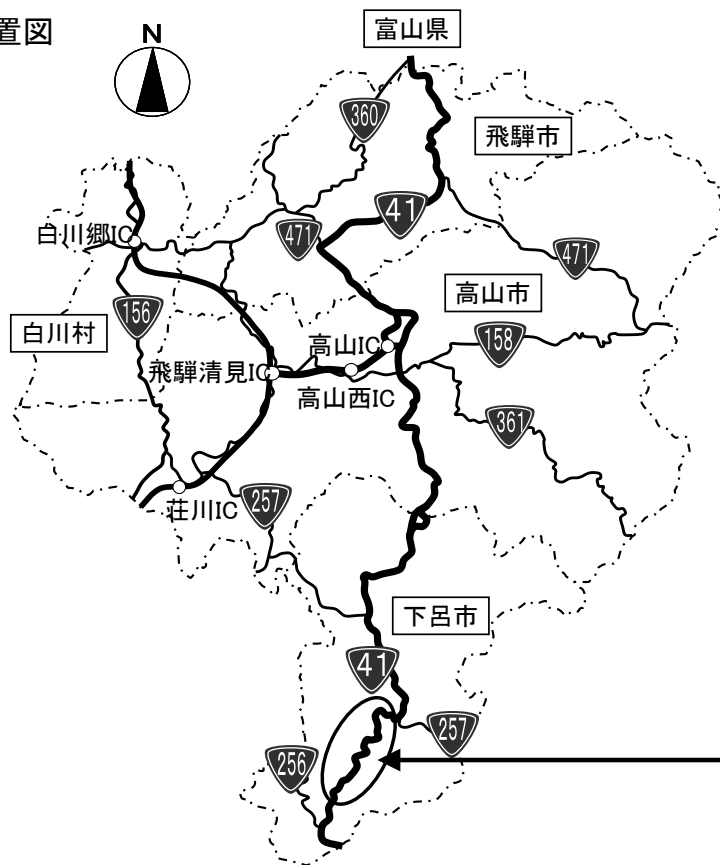 置図
N
富山県
360
飛騨市
41
白川郷IC
471
471
高山市
156
白川村
高山IC
158
飛騨清見IC
高山西IC
361
荘川IC
257
下呂市
41
257
256